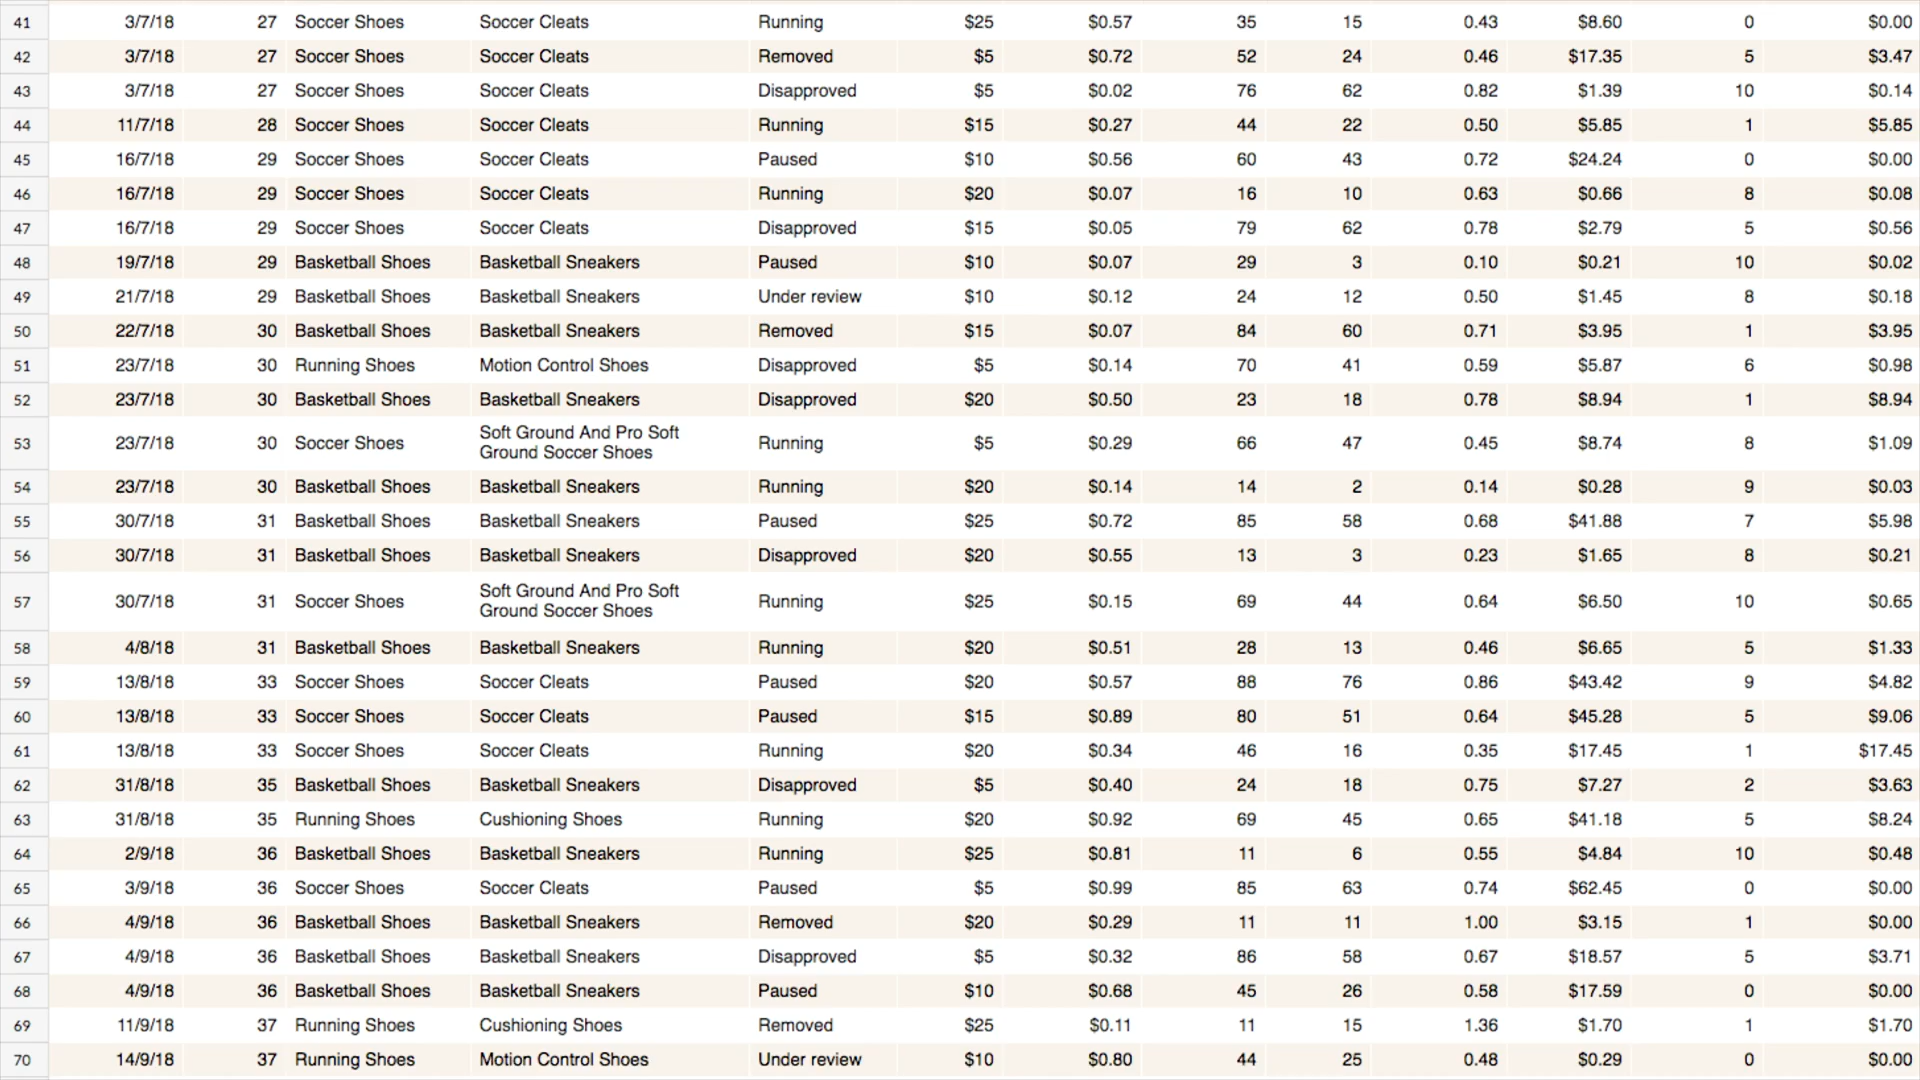 41 3/7/18 27 Soccer Shoes Soccer Cleats Running $25 $0.57 35 15 0.43 $8.60 0 $0.00
42 3/7/18 27 Soccer Shoes Soccer Cleats Removed $5 $0.72 52 24 0.46 $17.35 5 $3.47
43 3/7/18 27 Soccer Shoes Soccer Cleats Disapproved $5 $0.02 76 62 0.82 $1.39 10 $0.14
44 11/7/18 28 Soccer Shoes Soccer Cleats Running $15 $0.27 44 22 0.50 $5.85 1 $5.85
45 16/7/18 29 Soccer Shoes Soccer Cleats Paused $10 $0.56 60 43 0.72 $24.24 0 $0.00
46 16/7/18 29 Soccer Shoes Soccer Cleats Running $20 $0.07 16 10 0.63 $0.66 8 $0.08
47 16/7/18 29 Soccer Shoes Soccer Cleats Disapproved $15 $0.05 79 62 0.78 $2.79 5 $0.56
48 19/7/18 29 Basketball Shoes Basketball Sneakers Paused $10 $0.07 29 3 0.10 $0.21 10 $0.02
49 21/7/18 29 Basketball Shoes Basketball Sneakers Under review $10 $0.12 24 12 0.50 $1.45 8 $0.18
50 22/7/18 30 Basketball Shoes Basketball Sneakers Removed $15 $0.07 84 60 0.71 $3.95 1 $3.95
51 23/7/18 30 Running Shoes Motion Control Shoes Disapproved $5 $0.14 70 41 0.59 $5.87 6 $0.98
52 23/7/18 30 Basketball Shoes Basketball Sneakers Disapproved $20 $0.50 23 18 0.78 $8.94 1 $8.94
53 23/7/18 30 Soccer Shoes Soft Ground And Pro Soft
Ground Soccer Shoes Running $5 $0.29 66 47 0.45 $8.74 8 $1.09
54 23/7/18 30 Basketball Shoes Basketball Sneakers Running $20 $0.14 14 2 0.14 $0.28 9 $0.03
55 30/7/18 31 Basketball Shoes Basketball Sneakers Paused $25 $0.72 85 58 0.68 $41.88 7 $5.98
56 30/7/18 31 Basketball Shoes Basketball Sneakers Disapproved $20 $0.55 13 3 0.23 $1.65 8 $0.21
57 30/7/18 31 Soccer Shoes Soft Ground And Pro Soft
Ground Soccer Shoes Running $25 $0.15 69 44 0.64 $6.50 10 $0.65
58 4/8/18 31 Basketball Shoes Basketball Sneakers Running $20 $0.51 28 13 0.46 $6.65 5 $1.33
59 13/8/18 33 Soccer Shoes Soccer Cleats Paused $20 $0.57 88 76 0.86 $43.42 9 $4.82
60 13/8/18 33 Soccer Shoes Soccer Cleats Paused $15 $0.89 80 51 0.64 $45.28 5 $9.06
61 13/8/18 33 Soccer Shoes Soccer Cleats Running $20 $0.34 46 16 0.35 $17.45 1 $17.45
62 31/8/18 35 Basketball Shoes Basketball Sneakers Disapproved $5 $0.40 24 18 0.75 $7.27 2 $3.63
63 31/8/18 35 Running Shoes Cushioning Shoes Running $20 $0.92 69 45 0.65 $41.18 5 $8.24
64 2/9/18 36 Basketball Shoes Basketball Sneakers Running $25 $0.81 11 6 0.55 $4.84 10 $0.48
65 3/9/18 36 Soccer Shoes Soccer Cleats Paused $5 $0.99 85 63 0.74 $62.45 0 $0.00
66 4/9/18 36 Basketball Shoes Basketball Sneakers Removed $20 $0.29 11 11 1.00 $3.15 1 $0.00
67 4/9/18 36 Basketball Shoes Basketball Sneakers Disapproved $5 $0.32 86 58 0.67 $18.57 5 $3.71
68 4/9/18 36 Basketball Shoes Basketball Sneakers Paused $10 $0.68 45 26 0.58 $17.59 0 $0.00
69 11/9/18 37 Running Shoes Cushioning Shoes Removed $25 $0.11 11 15 1.36 $1.70 1 $1.70
70 14/9/18 37 Running Shoes Motion Control Shoes Under review $10 $0.80 44 25 0.48 $0.29 0 $0.00